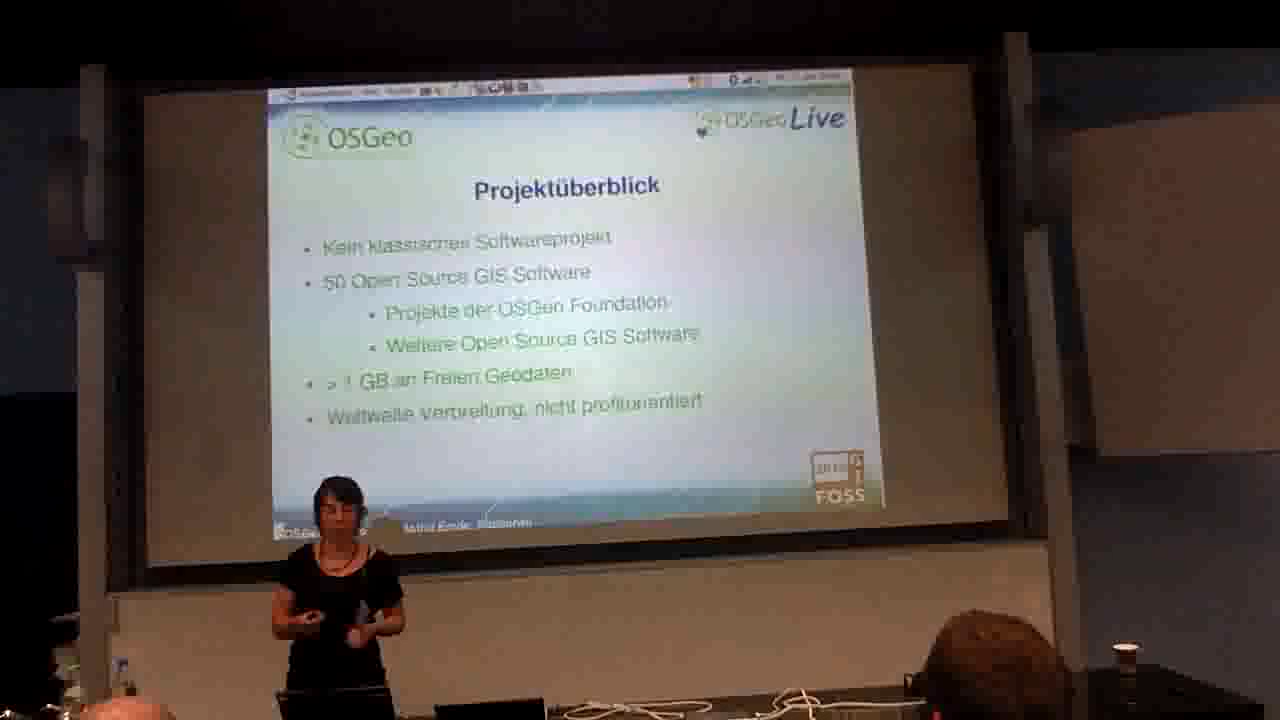 OSGeo
OSGeo Live
Projektüberblick
Kein klassisches Softwareprojekt
50 Open Source GIS Software
Projekte der OSGeo Foundation
Weitere Open Source GIS Software
> 1 GB an Freien Geodaten
Weltweite Verbreitung, nicht profitorientiert
FOSS